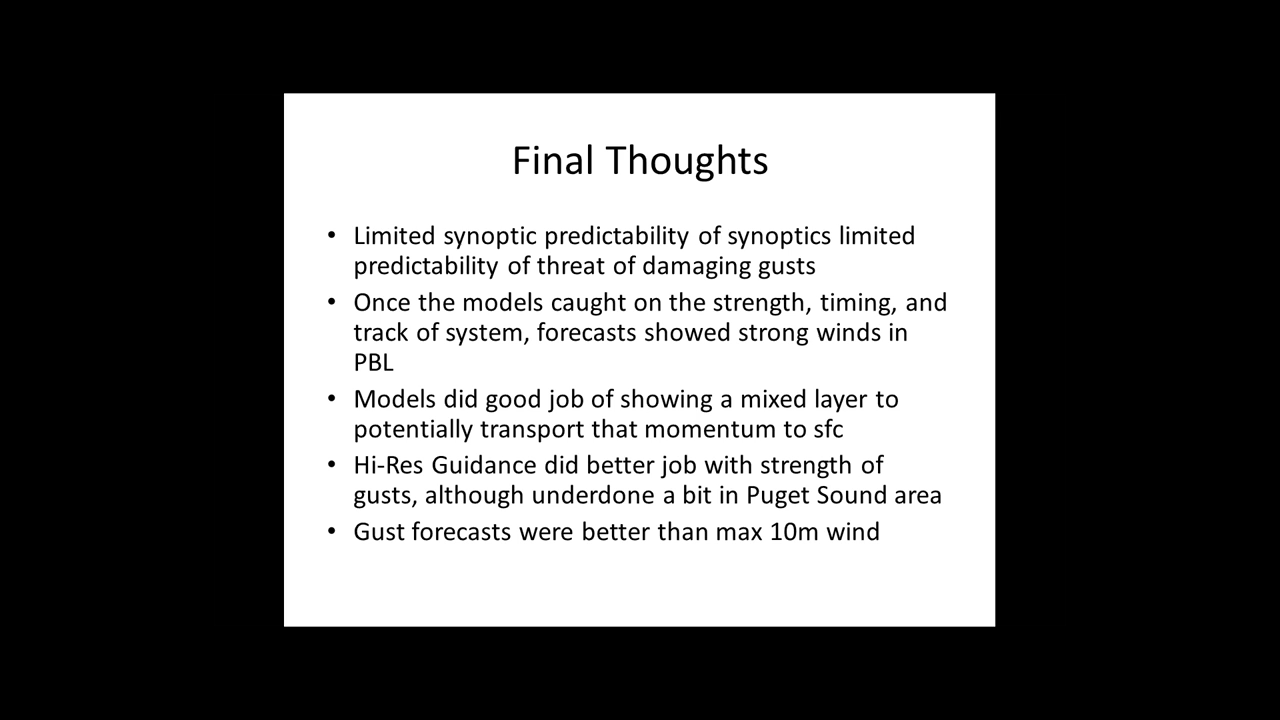 Final Thoughts
• Limited synoptic predictability of synoptics limited
predictability of threat of damaging gusts
• Once the models caught on the strength, timing, and
track of system, forecasts showed strong winds in
PBL
• Models did good job of showing a mixed layer to
potentially transport that momentum to sfc
• Hi-Res Guidance did better job with strength of
gusts, although underdone a bit in Puget Sound area
• Gust forecasts were better than max 10m wind